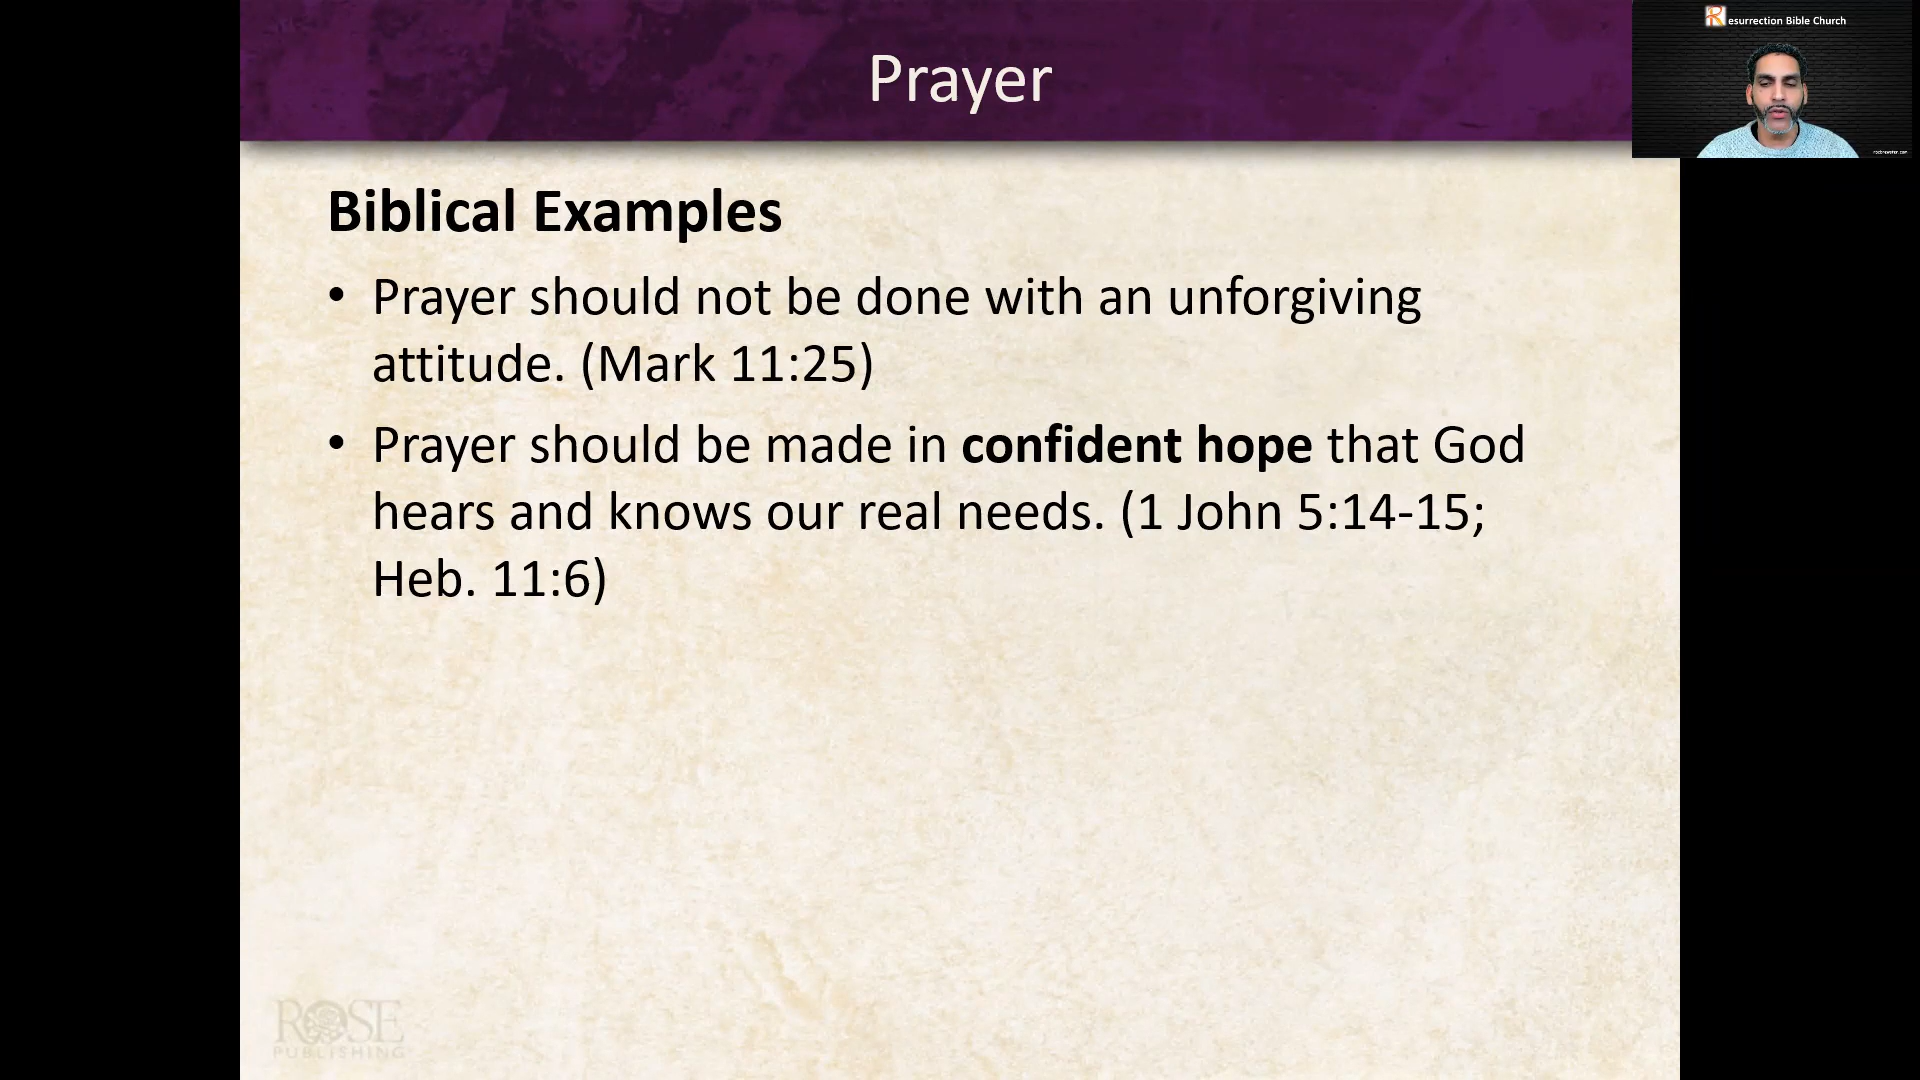 Prayer
Resurrection Bible Church
Biblical Examples
• Prayer should not be done with an unforgiving
attitude. (Mark 11:25)
• Prayer should be made in confident hope that God
hears and knows our real needs. (1 John 5:14-15;
Heb. 11:6)
ROSE
PUBLISHING